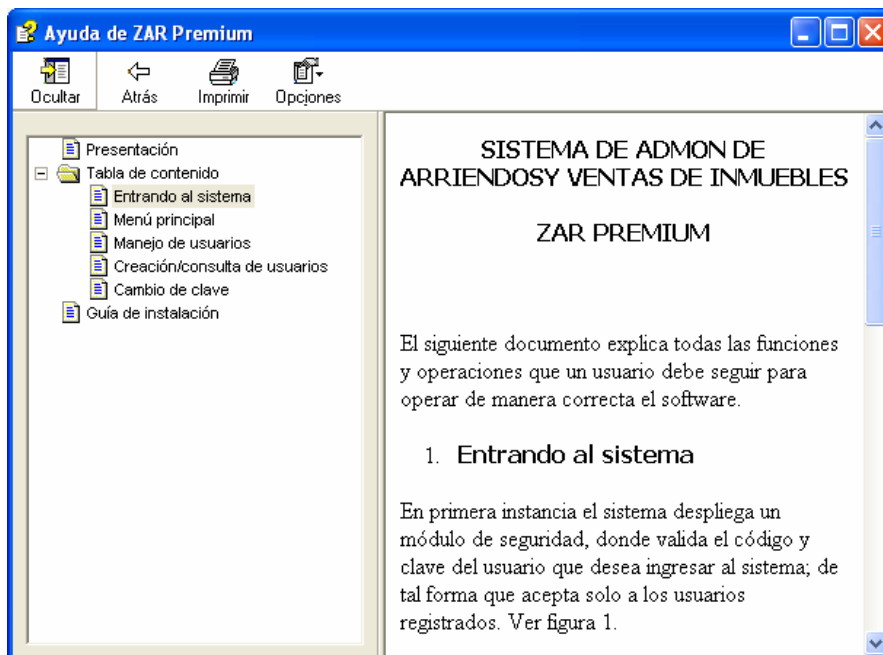 Ayuda de ZAR Premium
Ocultar Atrás Imprimir Opciones
Presentación
Tabla de contenido
Entrando al sistema
Menú principal
Manejo de usuarios
Creación/consulta de usuarios
Cambio de clave
Guía de instalación
SISTEMA DE ADMON DE
ARRIENDOSY VENTAS DE INMUEBLES
ZAR PREMIUM
El siguiente documento explica todas las funciones
y operaciones que un usuario debe seguir para
operar de manera correcta el software.
1. Entrando al sistema
En primera instancia el sistema despliega un
módulo de seguridad, donde valida el código y
clave del usuario que desea ingresar al sistema; de
tal forma que acepta solo a los usuarios
registrados. Ver figura 1.